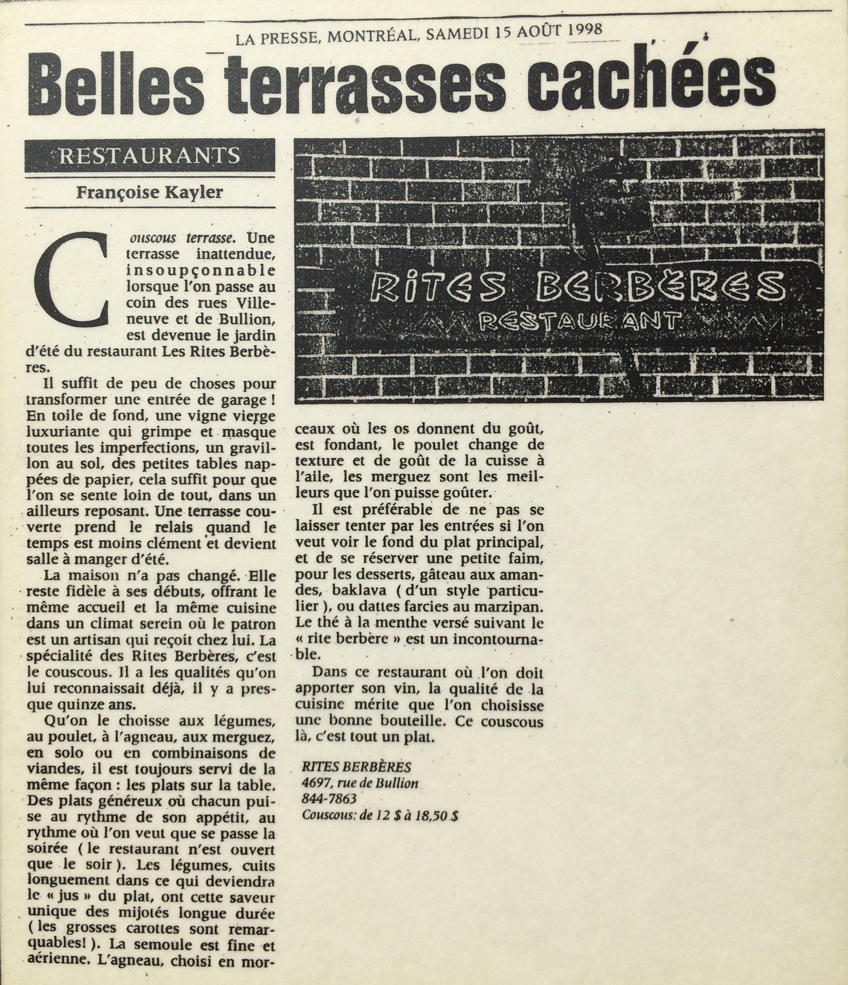 LA PRESSE, MONTRÉAL, SAMEDI 15 AOÛT 1998
Belles terrasses cachées
RESTAURANTS
Françoise Kayler
Couscous terrasse. Une
terrasse inattendue,
insoupçonnable
lorsque l'on passe au
coin des rues Ville-
neuve et de Bullion,
est devenue le jardin
d'été du restaurant Les Rites Berbè-
res.
Il suffit de peu de choses pour
transformer une entrée de garage !
En toile de fond, une vigne vierge
luxuriante qui grimpe et masque
toutes les imperfections, un gravil-
lon au sol, des petites tables nap-
pées de papier, cela suffit pour que
l'on se sente loin de tout, dans un
ailleurs reposant. Une terrasse cou-
verte prend le relais quand le
temps est moins clément et devient
salle à manger d'été.
La maison n'a pas changé. Elle
reste fidèle à ses débuts, offrant le
même accueil et la même cuisine
dans un climat serein où le patron
est un artisan qui reçoit chez lui. La
spécialité des Rites Berbères, c'est
le couscous. Il a les qualités qu'on
lui reconnaissait déjà, il y a pres-
que quinze ans.
Qu'on le choisse aux légumes,
au poulet, à l'agneau, aux merguez,
en solo ou en combinaisons de
viandes, il est toujours servi de la
même façon : les plats sur la table.
Des plats généreux où chacun pui-
se au rythme de son appétit, au
rythme où l'on veut que se passe la
soirée ( le restaurant n'est ouvert
que le soir ). Les légumes, cuits
longuement dans ce qui deviendra
le « jus » du plat, ont cette saveur
unique des mijotés longue durée
( les grosses carottes sont remar-
quables! ). La semoule est fine et
aérienne. L'agneau, choisi en mor-
RITES BERBÈRES
RESTAURANT
ceaux où les os donnent du goût,
est fondant, le poulet change de
texture et de goût de la cuisse à
l'aile, les merguez sont les meil-
leurs que l'on puisse goûter.
Il est préférable de ne pas se
laisser tenter par les entrées si l'on
veut voir le fond du plat principal,
et de se réserver une petite faim,
pour les desserts, gâteau aux aman-
des, baklava ( d'un style particu-
lier ), ou dattes farcies au marzipan.
Le thé à la menthe versé suivant le
« rite berbère » est un incontourna-
ble.
Dans ce restaurant où l'on doit
apporter son vin, la qualité de la
cuisine mérite que l'on choisisse
une bonne bouteille. Ce couscous
là, c'est tout un plat.
RITES BERBÈRES
4697, rue de Bullion
844-7863
Couscous: de 12 $ à 18,50 $